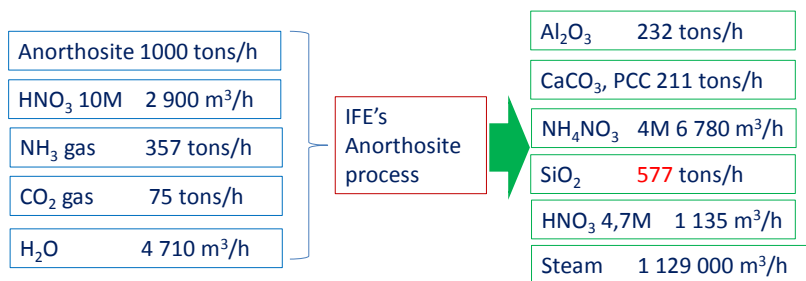 Anorthosite 1000 tons/h
HNO₃ 10M 2 900 m³/h
NH₃ gas 357 tons/h
CO₂ gas 75 tons/h
H₂O 4 710 m³/h
IFE's
Anorthosite
process
Al₂O₃ 232 tons/h
CaCO₃, PCC 211 tons/h
NH₄NO₃ 4M 6 780 m³/h
SiO₂ 577 tons/h
HNO₃ 4,7M 1 135 m³/h
Steam 1 129 000 m³/h